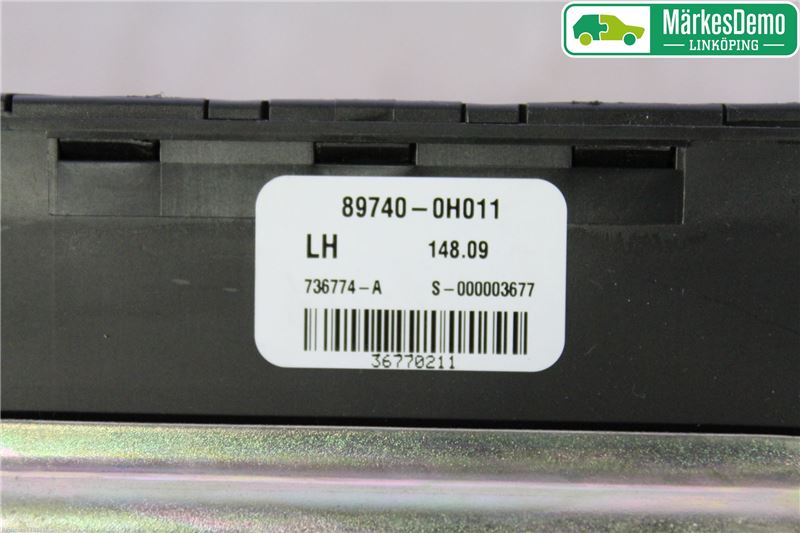 MärkesDemo
LINKÖPING
89740-0H011
LH 148.09
736774-A S-000003677
36770211